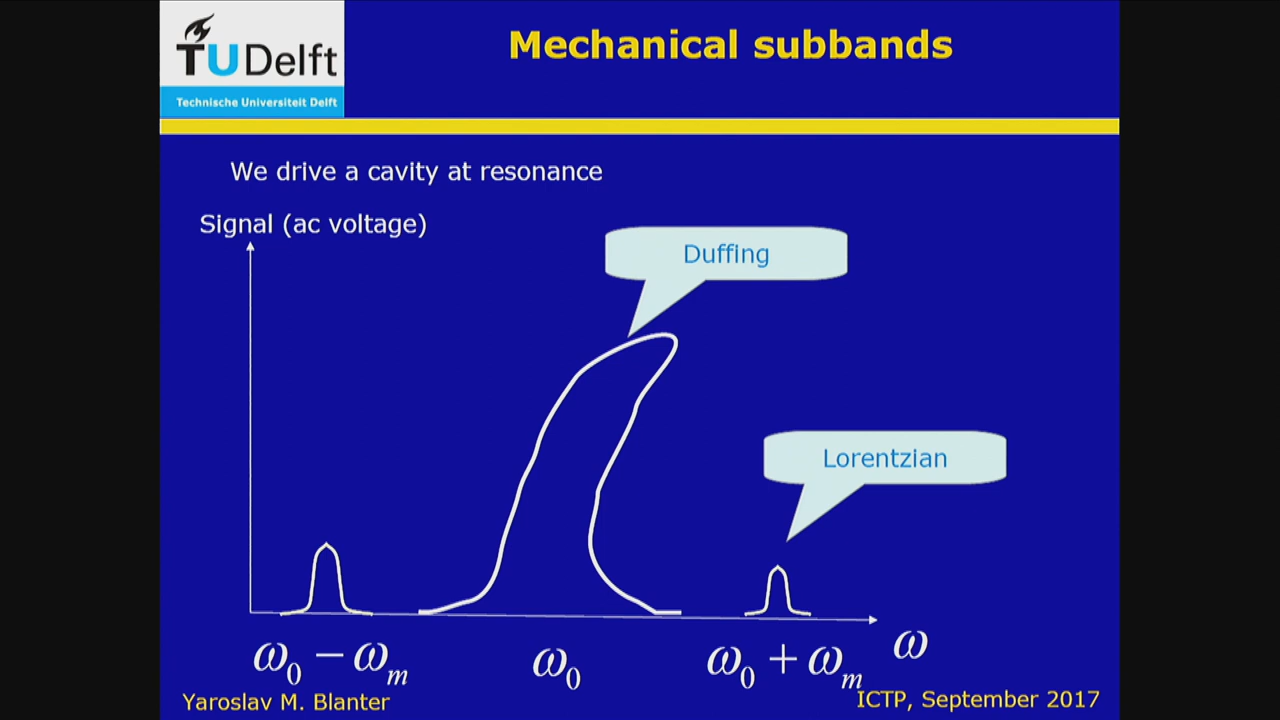 TU Delft
Technische Universiteit Delft
Mechanical subbands
We drive a cavity at resonance
Signal (ac voltage)
Duffing
Lorentzian
ω₀ − ωₘ
ω₀
ω₀ + ωₘ
ω
Yaroslav M. Blanter
ICTP, September 2017